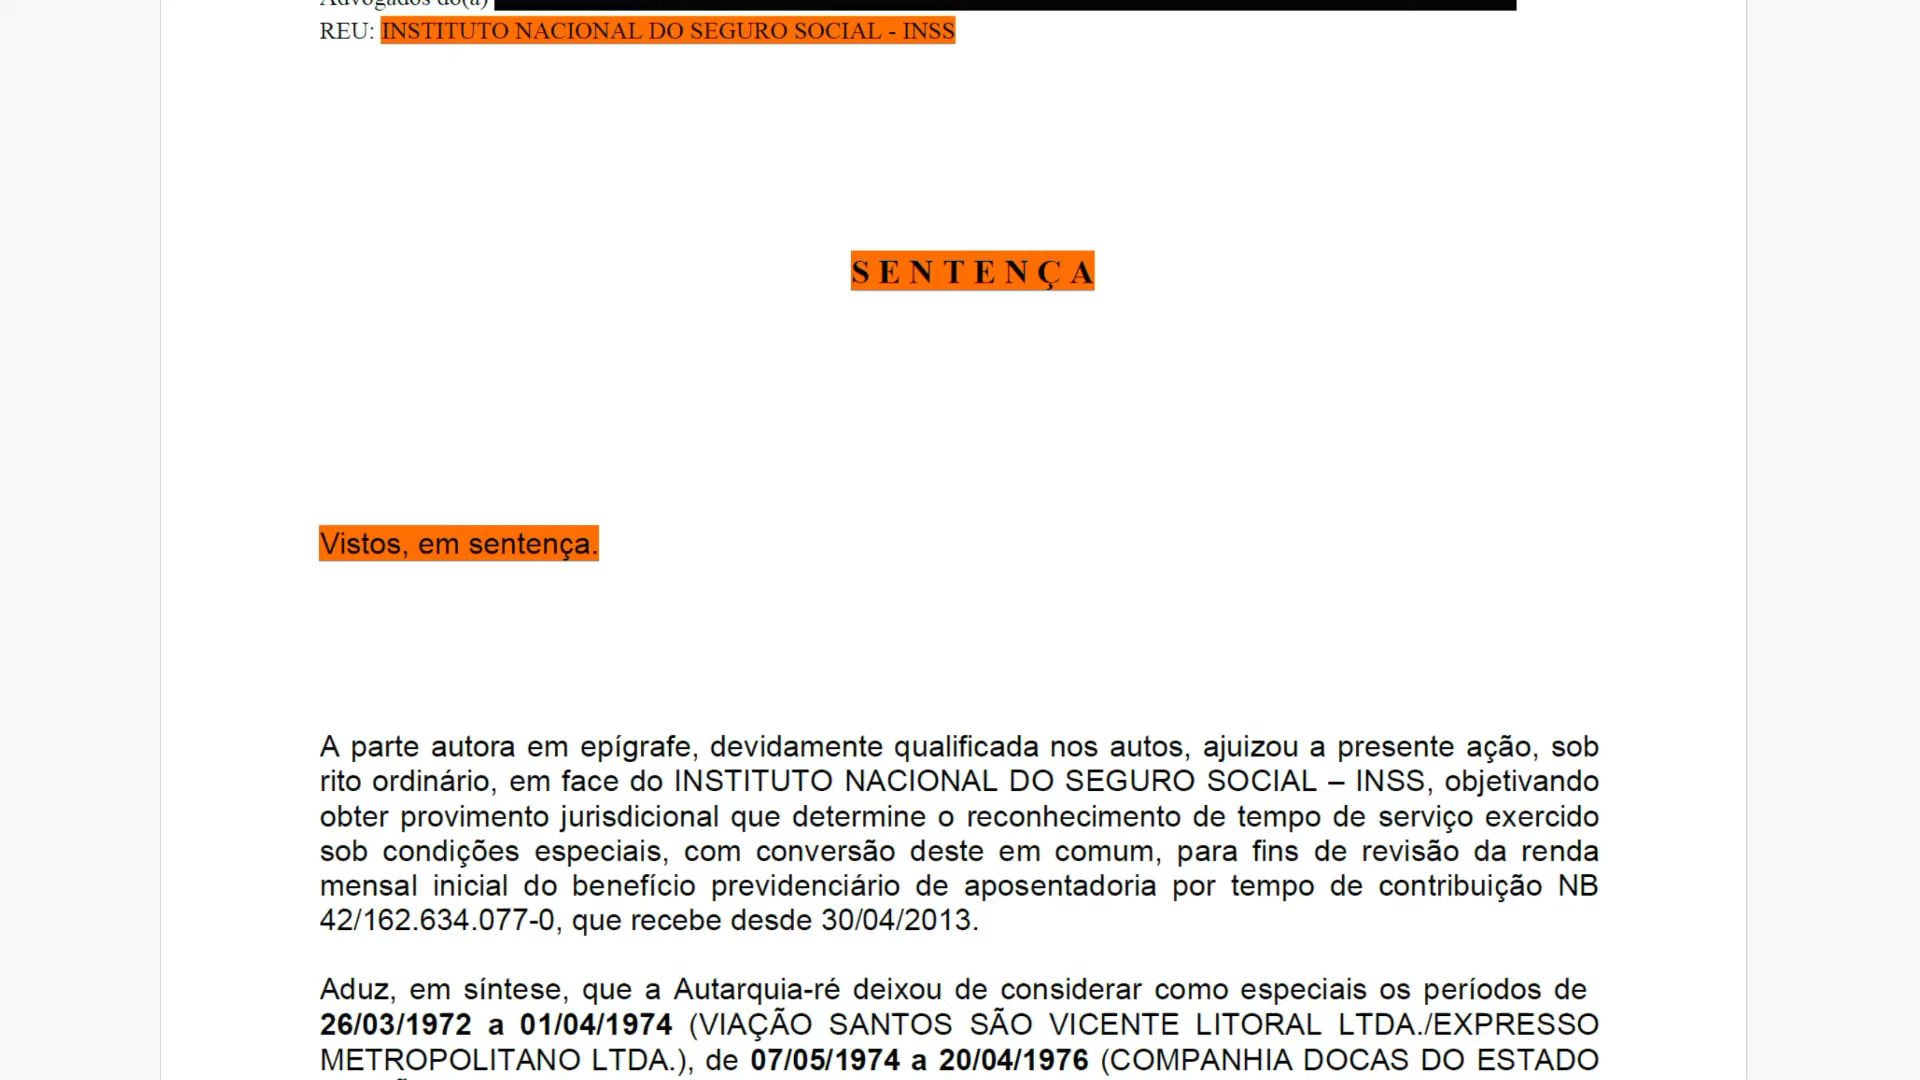 Advogados do(a)
REU: INSTITUTO NACIONAL DO SEGURO SOCIAL - INSS
S E N T E N Ç A
Vistos, em sentença.
A parte autora em epígrafe, devidamente qualificada nos autos, ajuizou a presente ação, sob
rito ordinário, em face do INSTITUTO NACIONAL DO SEGURO SOCIAL – INSS, objetivando
obter provimento jurisdicional que determine o reconhecimento de tempo de serviço exercido
sob condições especiais, com conversão deste em comum, para fins de revisão da renda
mensal inicial do benefício previdenciário de aposentadoria por tempo de contribuição NB
42/162.634.077-0, que recebe desde 30/04/2013.
Aduz, em síntese, que a Autarquia-ré deixou de considerar como especiais os períodos de
26/03/1972 a 01/04/1974 (VIAÇÃO SANTOS SÃO VICENTE LITORAL LTDA./EXPRESSO
METROPOLITANO LTDA.), de 07/05/1974 a 20/04/1976 (COMPANHIA DOCAS DO ESTADO